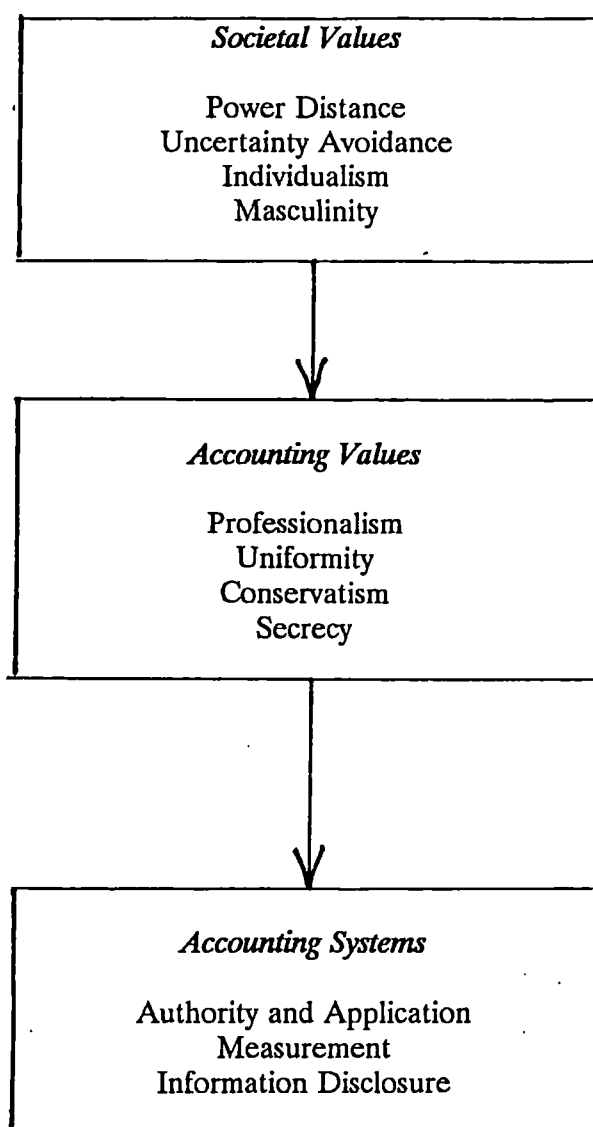 Societal Values
Power Distance
Uncertainty Avoidance
Individualism
Masculinity
Accounting Values
Professionalism
Uniformity
Conservatism
Secrecy
Accounting Systems
Authority and Application
Measurement
Information Disclosure